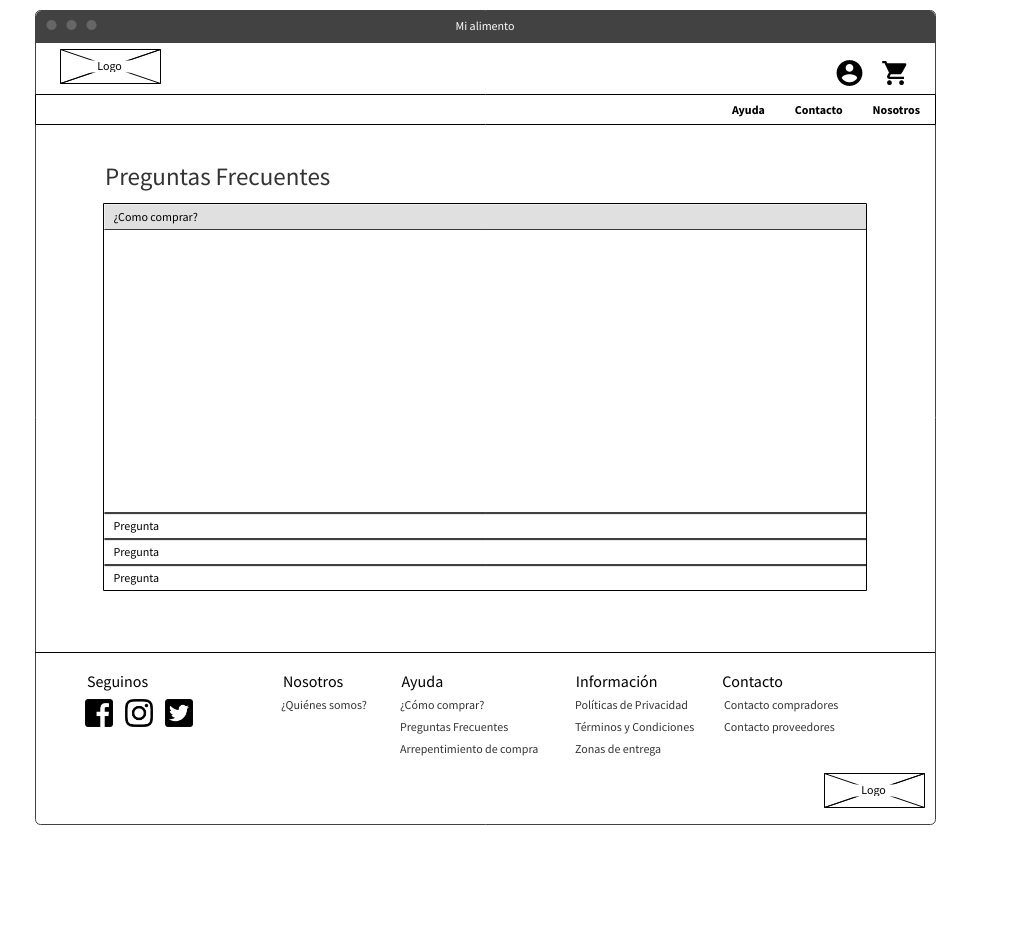 Mi alimento
Logo
Ayuda Contacto Nosotros
Preguntas Frecuentes
¿Como comprar?
Pregunta
Pregunta
Pregunta
Seguinos Nosotros Ayuda Información Contacto
¿Quiénes somos? ¿Cómo comprar? Políticas de Privacidad Contacto compradores
Preguntas Frecuentes Términos y Condiciones Contacto proveedores
Arrepentimiento de compra Zonas de entrega
Logo